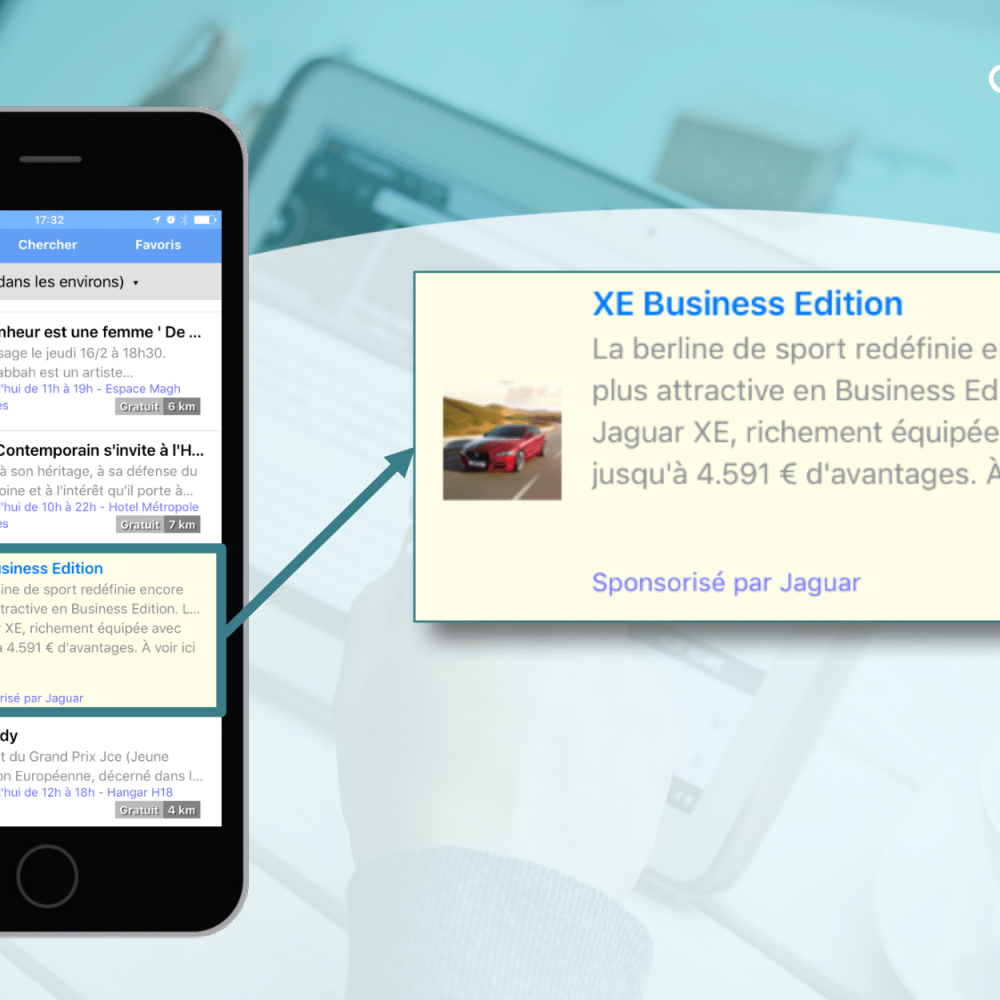 17:32
Chercher Favoris
dans les environs)
nheur est une femme ' De ...
sage le jeudi 16/2 à 18h30.
abbah est un artiste...
'hui de 11h à 19h - Espace Magh
es
Gratuit 6 km
Contemporain s'invite à l'H...
à son héritage, à sa défense du
oine et à l'intérêt qu'il porte à...
'hui de 10h à 22h - Hotel Métropole
es
Gratuit 7 km
siness Edition
ine de sport redéfinie encore
tractive en Business Edition. L...
r XE, richement équipée avec
à 4.591 € d'avantages. À voir ici
risé par Jaguar
dy
t du Grand Prix Jce (Jeune
on Européenne, décerné dans l...
'hui de 12h à 18h - Hangar H18
Gratuit 4 km
XE Business Edition
La berline de sport redéfinie e
plus attractive en Business Ed
Jaguar XE, richement équipée
jusqu'à 4.591 € d'avantages. À
Sponsorisé par Jaguar